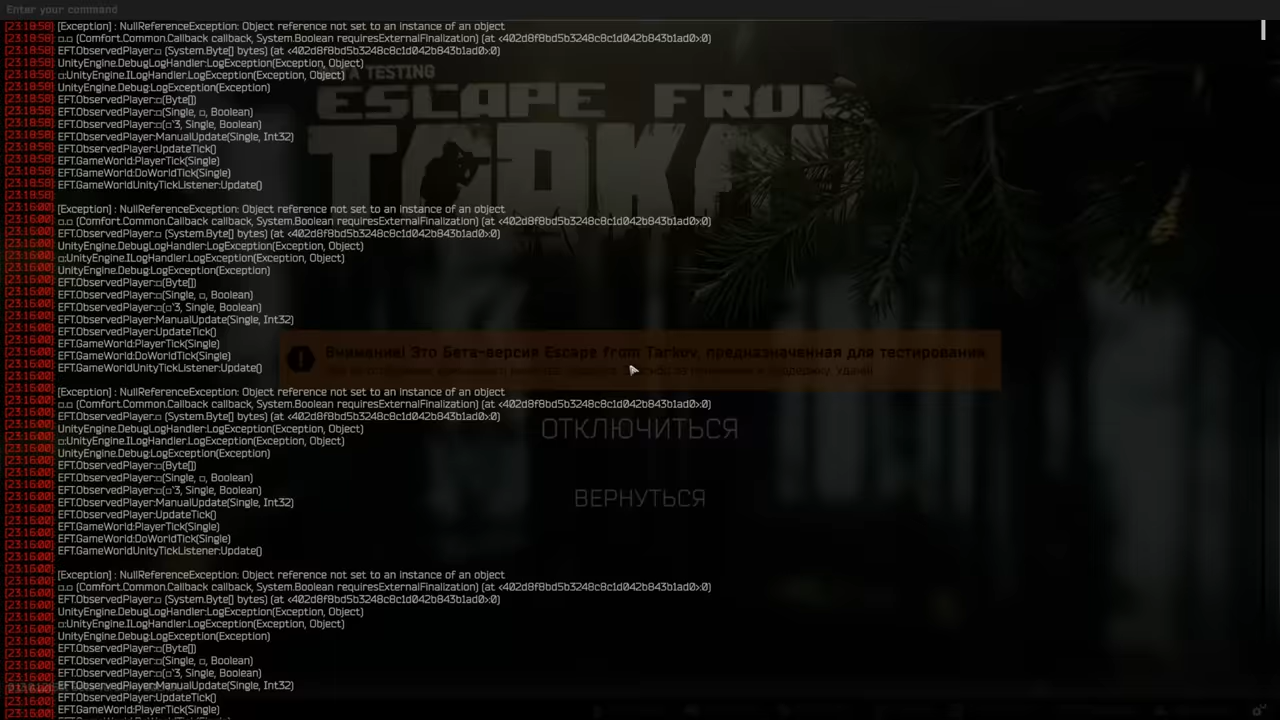 Enter your command
[23:18:58] [Exception] : NullReferenceException: Object reference not set to an instance of an object
[23:18:58] □.□ (Comfort.Common.Callback callback, System.Boolean requiresExternalFinalization) (at <402d8f8bd5b3248c8c1d042b843b1ad0>:0)
[23:18:58] EFT.ObservedPlayer.□ (System.Byte[] bytes) (at <402d8f8bd5b3248c8c1d042b843b1ad0>:0)
[23:18:58] UnityEngine.DebugLogHandler:LogException(Exception, Object)
[23:18:58] □:UnityEngine.ILogHandler.LogException(Exception, Object)
[23:18:58] UnityEngine.Debug:LogException(Exception)
[23:18:58] EFT.ObservedPlayer:□(Byte[])
[23:18:58] EFT.ObservedPlayer:□(Single, □, Boolean)
[23:18:58] EFT.ObservedPlayer:□(□`3, Single, Boolean)
[23:18:58] EFT.ObservedPlayer:ManualUpdate(Single, Int32)
[23:18:58] EFT.ObservedPlayer:UpdateTick()
[23:18:58] EFT.GameWorld:PlayerTick(Single)
[23:18:58] EFT.GameWorld:DoWorldTick(Single)
[23:18:58] EFT.GameWorldUnityTickListener:Update()
[23:18:58]
[23:16:00] [Exception] : NullReferenceException: Object reference not set to an instance of an object
[23:16:00] □.□ (Comfort.Common.Callback callback, System.Boolean requiresExternalFinalization) (at <402d8f8bd5b3248c8c1d042b843b1ad0>:0)
[23:16:00] EFT.ObservedPlayer.□ (System.Byte[] bytes) (at <402d8f8bd5b3248c8c1d042b843b1ad0>:0)
[23:16:00] UnityEngine.DebugLogHandler:LogException(Exception, Object)
[23:16:00] □:UnityEngine.ILogHandler.LogException(Exception, Object)
[23:16:00] UnityEngine.Debug:LogException(Exception)
[23:16:00] EFT.ObservedPlayer:□(Byte[])
[23:16:00] EFT.ObservedPlayer:□(Single, □, Boolean)
[23:16:00] EFT.ObservedPlayer:□(□`3, Single, Boolean)
[23:16:00] EFT.ObservedPlayer:ManualUpdate(Single, Int32)
[23:16:00] EFT.ObservedPlayer:UpdateTick()
[23:16:00] EFT.GameWorld:PlayerTick(Single)
[23:16:00] EFT.GameWorld:DoWorldTick(Single)
[23:16:00] EFT.GameWorldUnityTickListener:Update()
[23:16:00]
[23:16:00] [Exception] : NullReferenceException: Object reference not set to an instance of an object
[23:16:00] □.□ (Comfort.Common.Callback callback, System.Boolean requiresExternalFinalization) (at <402d8f8bd5b3248c8c1d042b843b1ad0>:0)
[23:16:00] EFT.ObservedPlayer.□ (System.Byte[] bytes) (at <402d8f8bd5b3248c8c1d042b843b1ad0>:0)
[23:16:00] UnityEngine.DebugLogHandler:LogException(Exception, Object)
[23:16:00] □:UnityEngine.ILogHandler.LogException(Exception, Object)
[23:16:00] UnityEngine.Debug:LogException(Exception)
[23:16:00] EFT.ObservedPlayer:□(Byte[])
[23:16:00] EFT.ObservedPlayer:□(Single, □, Boolean)
[23:16:00] EFT.ObservedPlayer:□(□`3, Single, Boolean)
[23:16:00] EFT.ObservedPlayer:ManualUpdate(Single, Int32)
[23:16:00] EFT.ObservedPlayer:UpdateTick()
[23:16:00] EFT.GameWorld:PlayerTick(Single)
[23:16:00] EFT.GameWorld:DoWorldTick(Single)
[23:16:00] EFT.GameWorldUnityTickListener:Update()
[23:16:00]
[23:16:00] [Exception] : NullReferenceException: Object reference not set to an instance of an object
[23:16:00] □.□ (Comfort.Common.Callback callback, System.Boolean requiresExternalFinalization) (at <402d8f8bd5b3248c8c1d042b843b1ad0>:0)
[23:16:00] EFT.ObservedPlayer.□ (System.Byte[] bytes) (at <402d8f8bd5b3248c8c1d042b843b1ad0>:0)
[23:16:00] UnityEngine.DebugLogHandler:LogException(Exception, Object)
[23:16:00] □:UnityEngine.ILogHandler.LogException(Exception, Object)
[23:16:00] UnityEngine.Debug:LogException(Exception)
[23:16:00] EFT.ObservedPlayer:□(Byte[])
[23:16:00] EFT.ObservedPlayer:□(Single, □, Boolean)
[23:16:00] EFT.ObservedPlayer:□(□`3, Single, Boolean)
[23:16:00] EFT.ObservedPlayer:ManualUpdate(Single, Int32)
[23:16:00] EFT.ObservedPlayer:UpdateTick()
[23:16:00] EFT.GameWorld:PlayerTick(Single)
TESTING
ESCAPE FROM
TARKOV
Внимание! Это Бета-версия Escape from Tarkov, предназначенная для тестирования
ОТКЛЮЧИТЬСЯ
ВЕРНУТЬСЯ